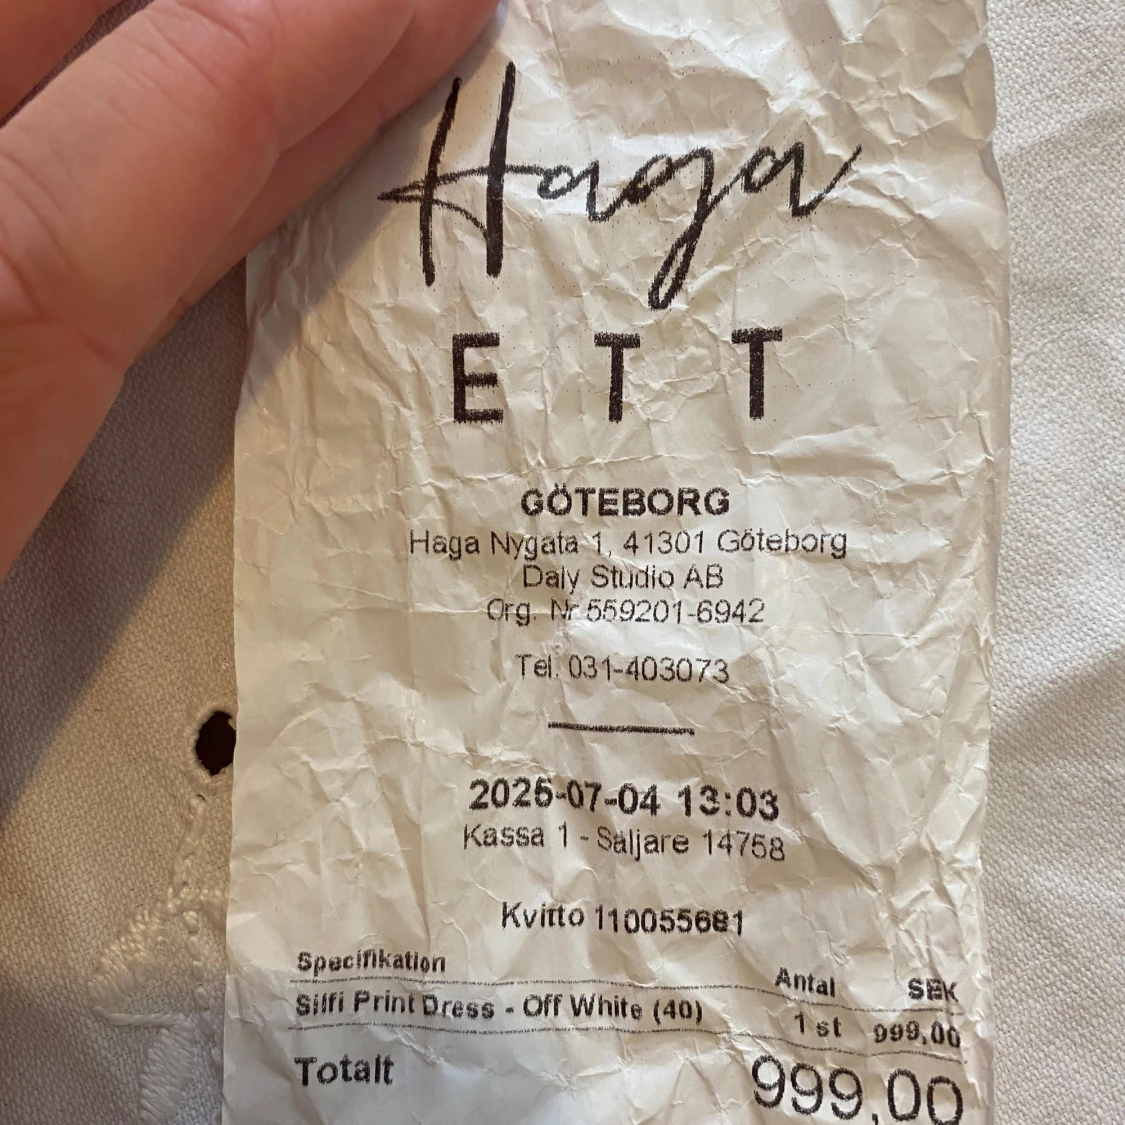 Haga
ETT
GÖTEBORG
Haga Nygata 1, 41301 Göteborg
Daly Studio AB
Org. Nr 559201-6942
Tel. 031-403073
2025-07-04 13:03
Kassa 1 - Säljare 14758
Kvitto 110055681
Specifikation Antal SEK
Silfi Print Dress - Off White (40) 1 st 999,00
Totalt 999,00